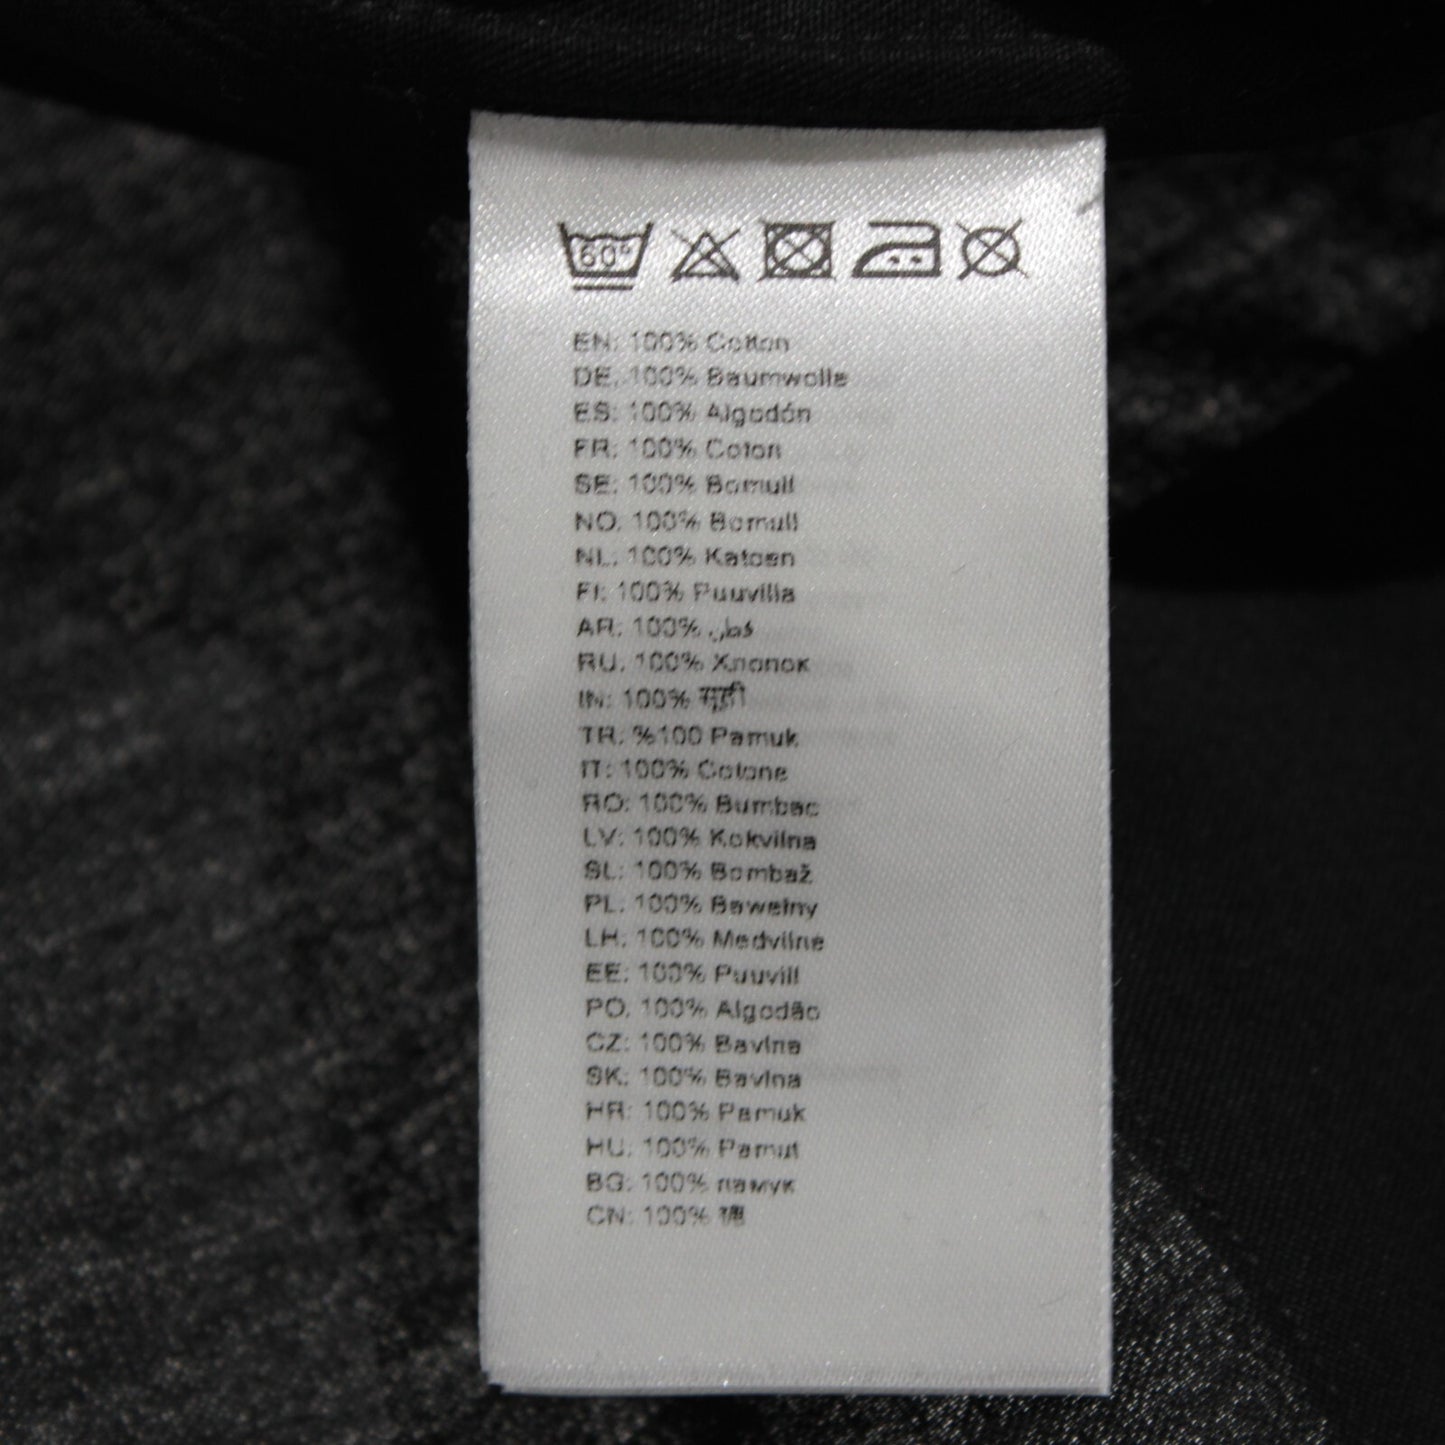 60°
EN: 100% Cotton
DE: 100% Baumwolle
ES: 100% Algodón
FR: 100% Coton
SE: 100% Bomull
NO: 100% Bomull
NL: 100% Katoen
FI: 100% Puuvilla
AR: 100% قطن
RU: 100% Хлопок
IN: 100% सूती
TR: %100 Pamuk
IT: 100% Cotone
RO: 100% Bumbac
LV: 100% Kokvilna
SL: 100% Bombaž
PL: 100% Bawełny
LH: 100% Medvilne
EE: 100% Puuvill
PO: 100% Algodão
CZ: 100% Bavlna
SK: 100% Bavlna
HR: 100% Pamuk
HU: 100% Pamut
BG: 100% памук
CN: 100% 棉